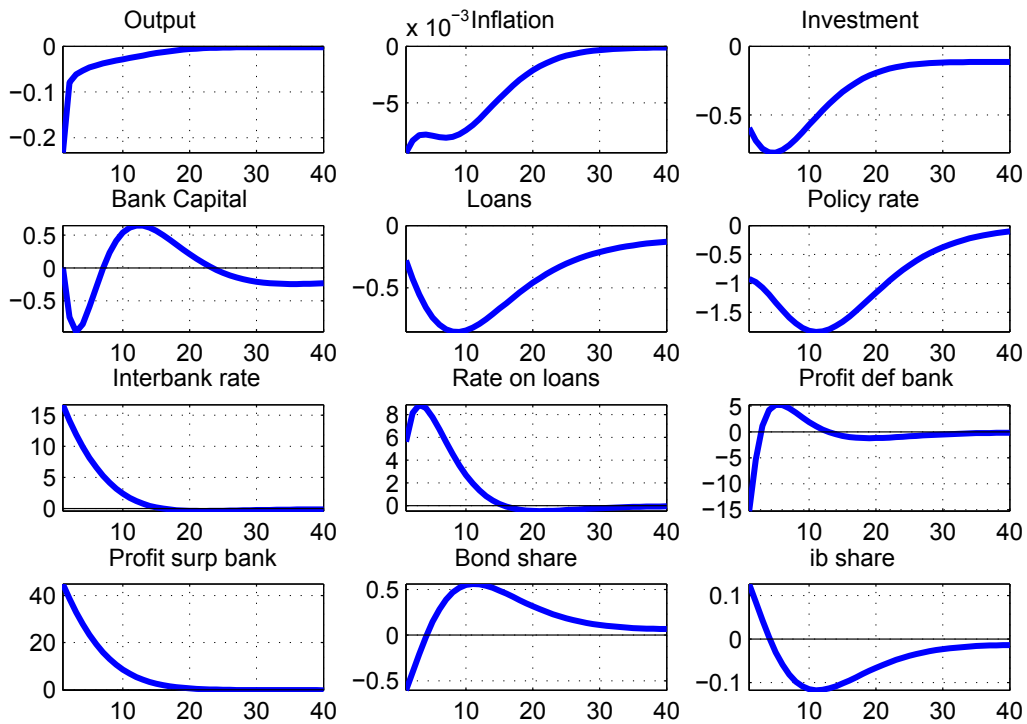 Output
0
−0.1
−0.2
10 20 30 40
x 10⁻³ Inflation
0
−5
10 20 30 40
Investment
0
−0.5
10 20 30 40
Bank Capital
0.5
0
−0.5
10 20 30 40
Loans
0
−0.5
10 20 30 40
Policy rate
0
−0.5
−1
−1.5
10 20 30 40
Interbank rate
15
10
5
0
10 20 30 40
Rate on loans
8
6
4
2
0
10 20 30 40
Profit def bank
5
0
−5
−10
−15
10 20 30 40
Profit surp bank
40
20
0
10 20 30 40
Bond share
0.5
0
−0.5
10 20 30 40
ib share
0.1
0
−0.1
10 20 30 40